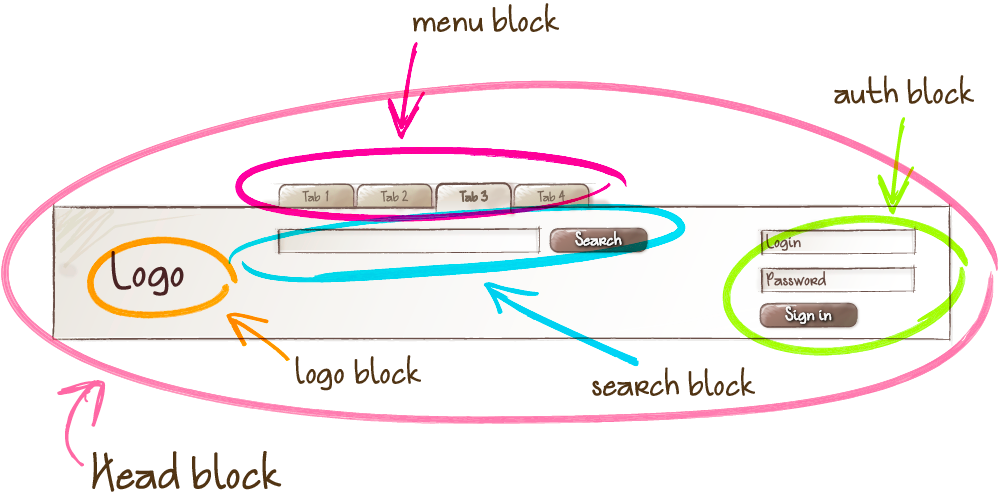 menu block
auth block
Tab 1 Tab 2 Tab 3 Tab 4
Search
Login
Logo
Password
Sign in
logo block
search block
Head block